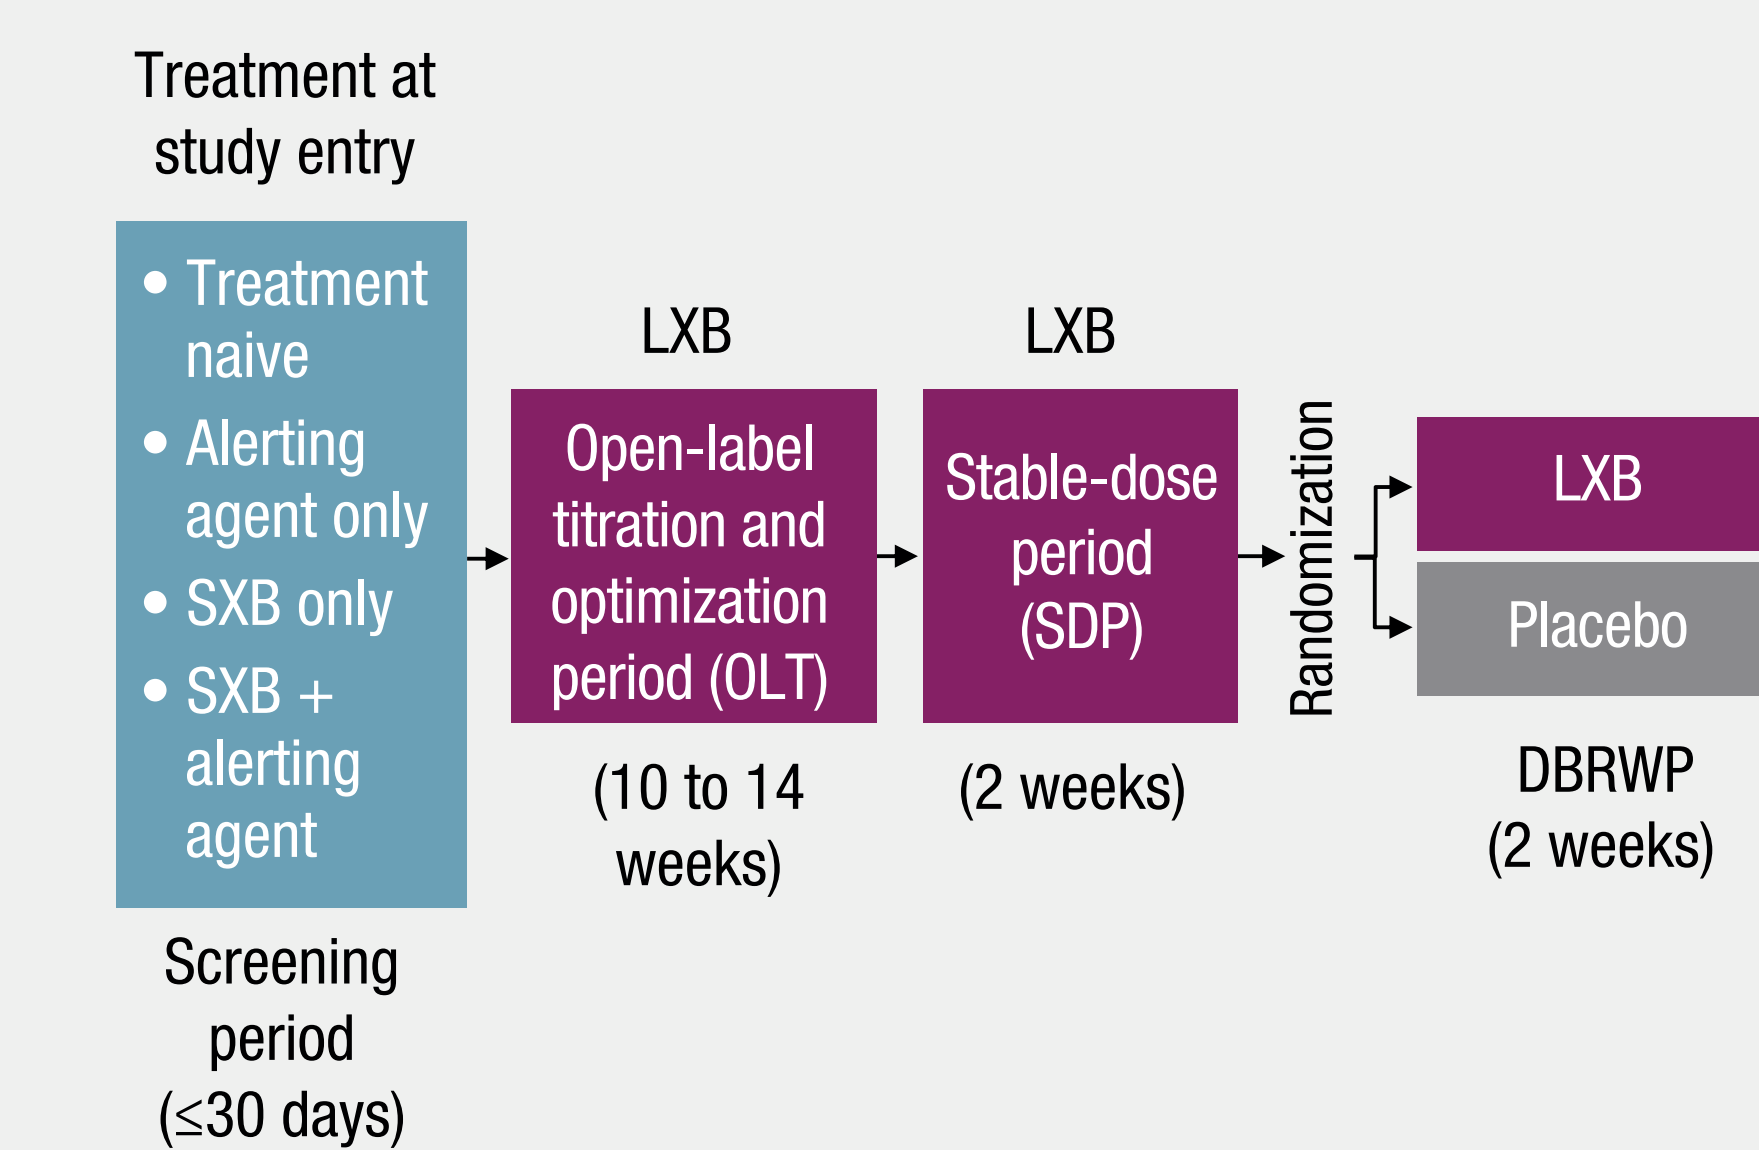 Treatment at
study entry
• Treatment
naive
• Alerting
agent only
• SXB only
• SXB +
alerting
agent
Screening
period
(≤30 days)
LXB
Open-label
titration and
optimization
period (OLT)
(10 to 14
weeks)
LXB
Stable-dose
period
(SDP)
(2 weeks)
Randomization
LXB
Placebo
DBRWP
(2 weeks)